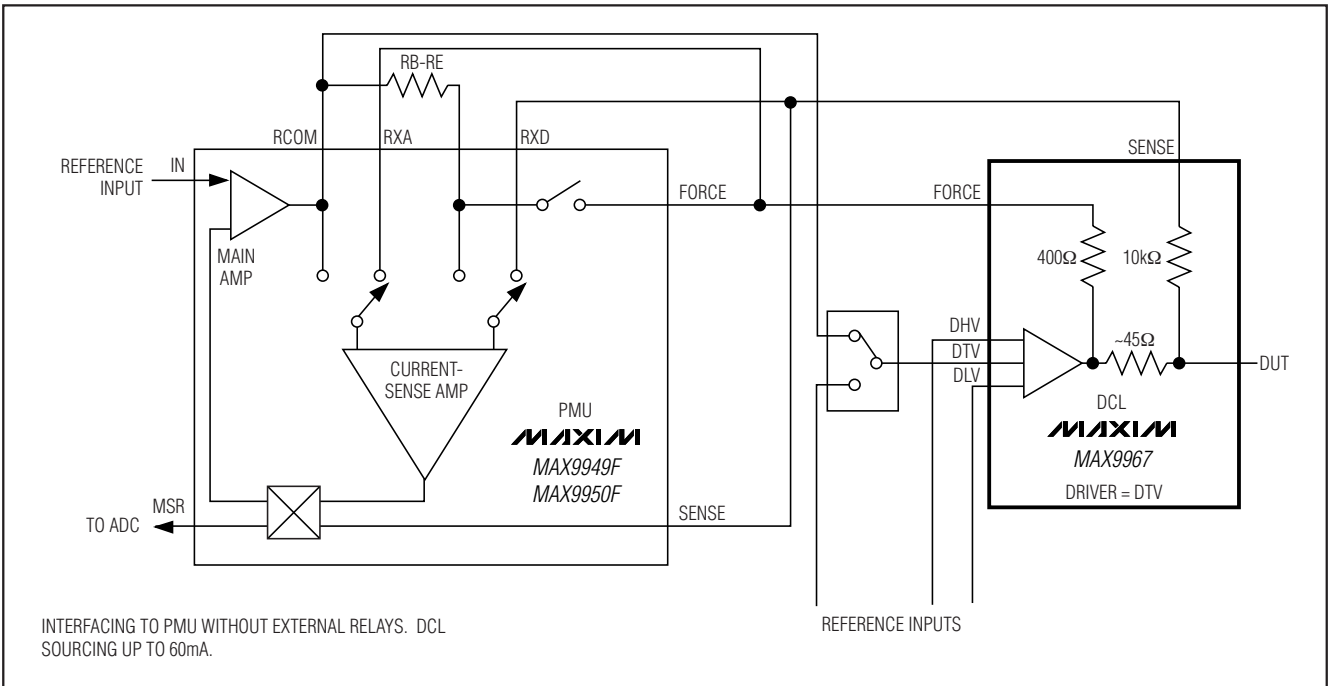 RB-RE
RCOM
RXA
RXD
SENSE
REFERENCE
INPUT
IN
FORCE
FORCE
MAIN
AMP
400Ω
10kΩ
DHV
DTV
DLV
~45Ω
DUT
CURRENT-
SENSE AMP
PMU
MAXIM
MAX9949F
MAX9950F
DCL
MAXIM
MAX9967
DRIVER = DTV
MSR
TO ADC
SENSE
INTERFACING TO PMU WITHOUT EXTERNAL RELAYS. DCL
SOURCING UP TO 60mA.
REFERENCE INPUTS